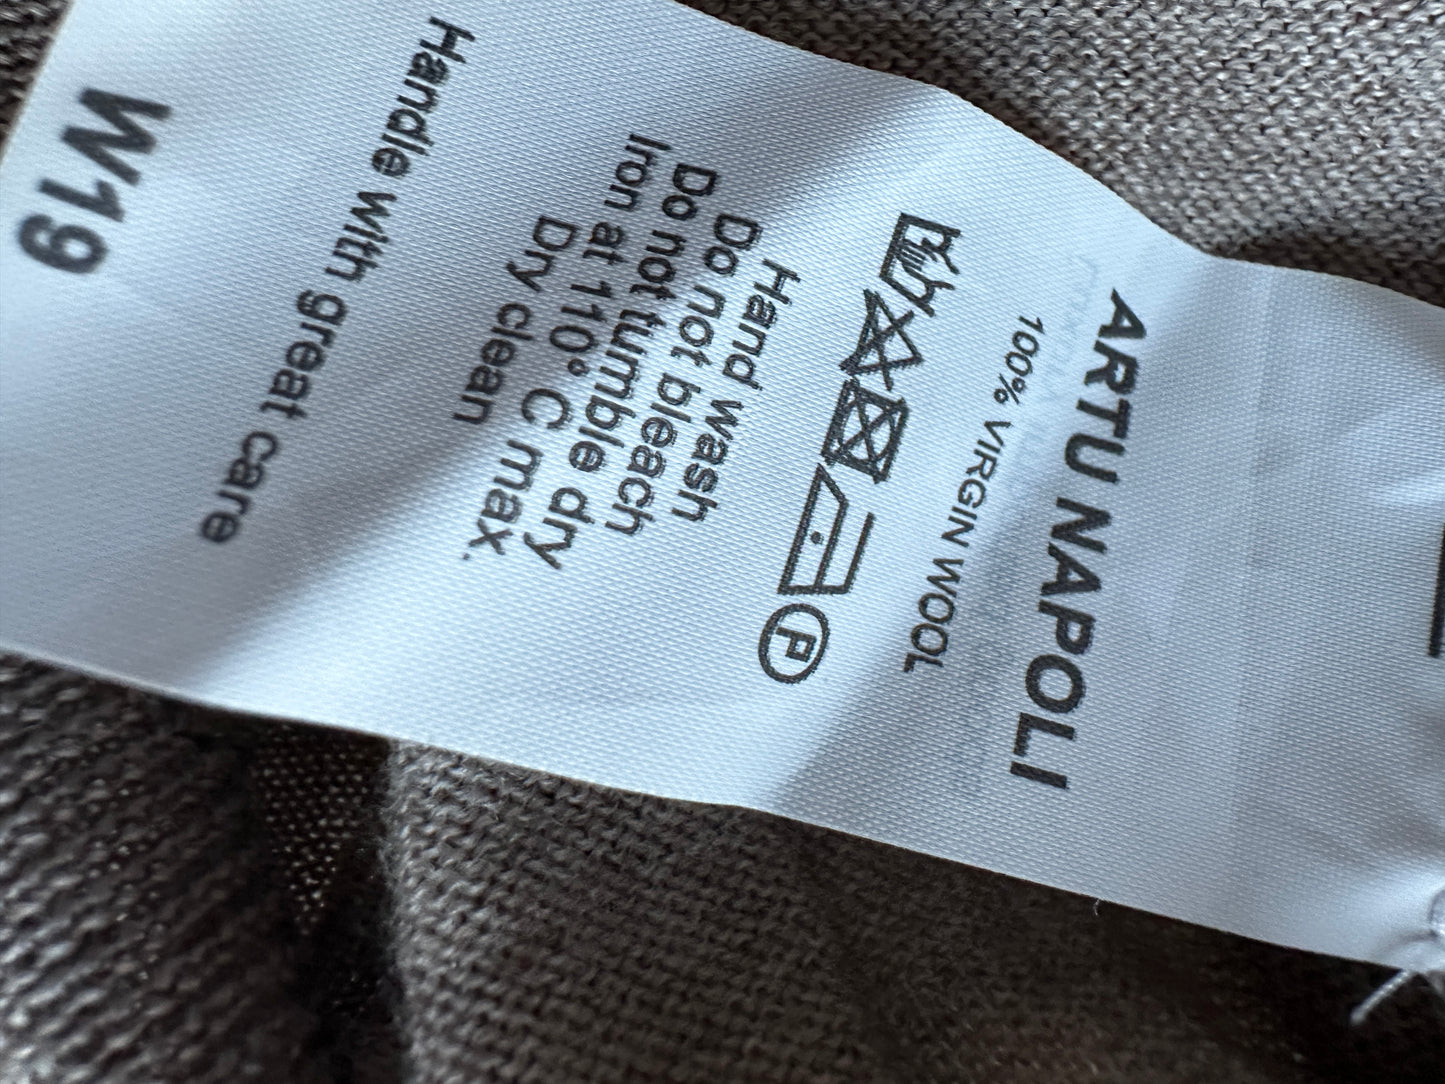 ARTU NAPOLI
100% VIRGIN WOOL
P
Hand wash
Do not bleach
Do not tumble dry
Iron at 110° C max.
Dry clean
Handle with great care
W19